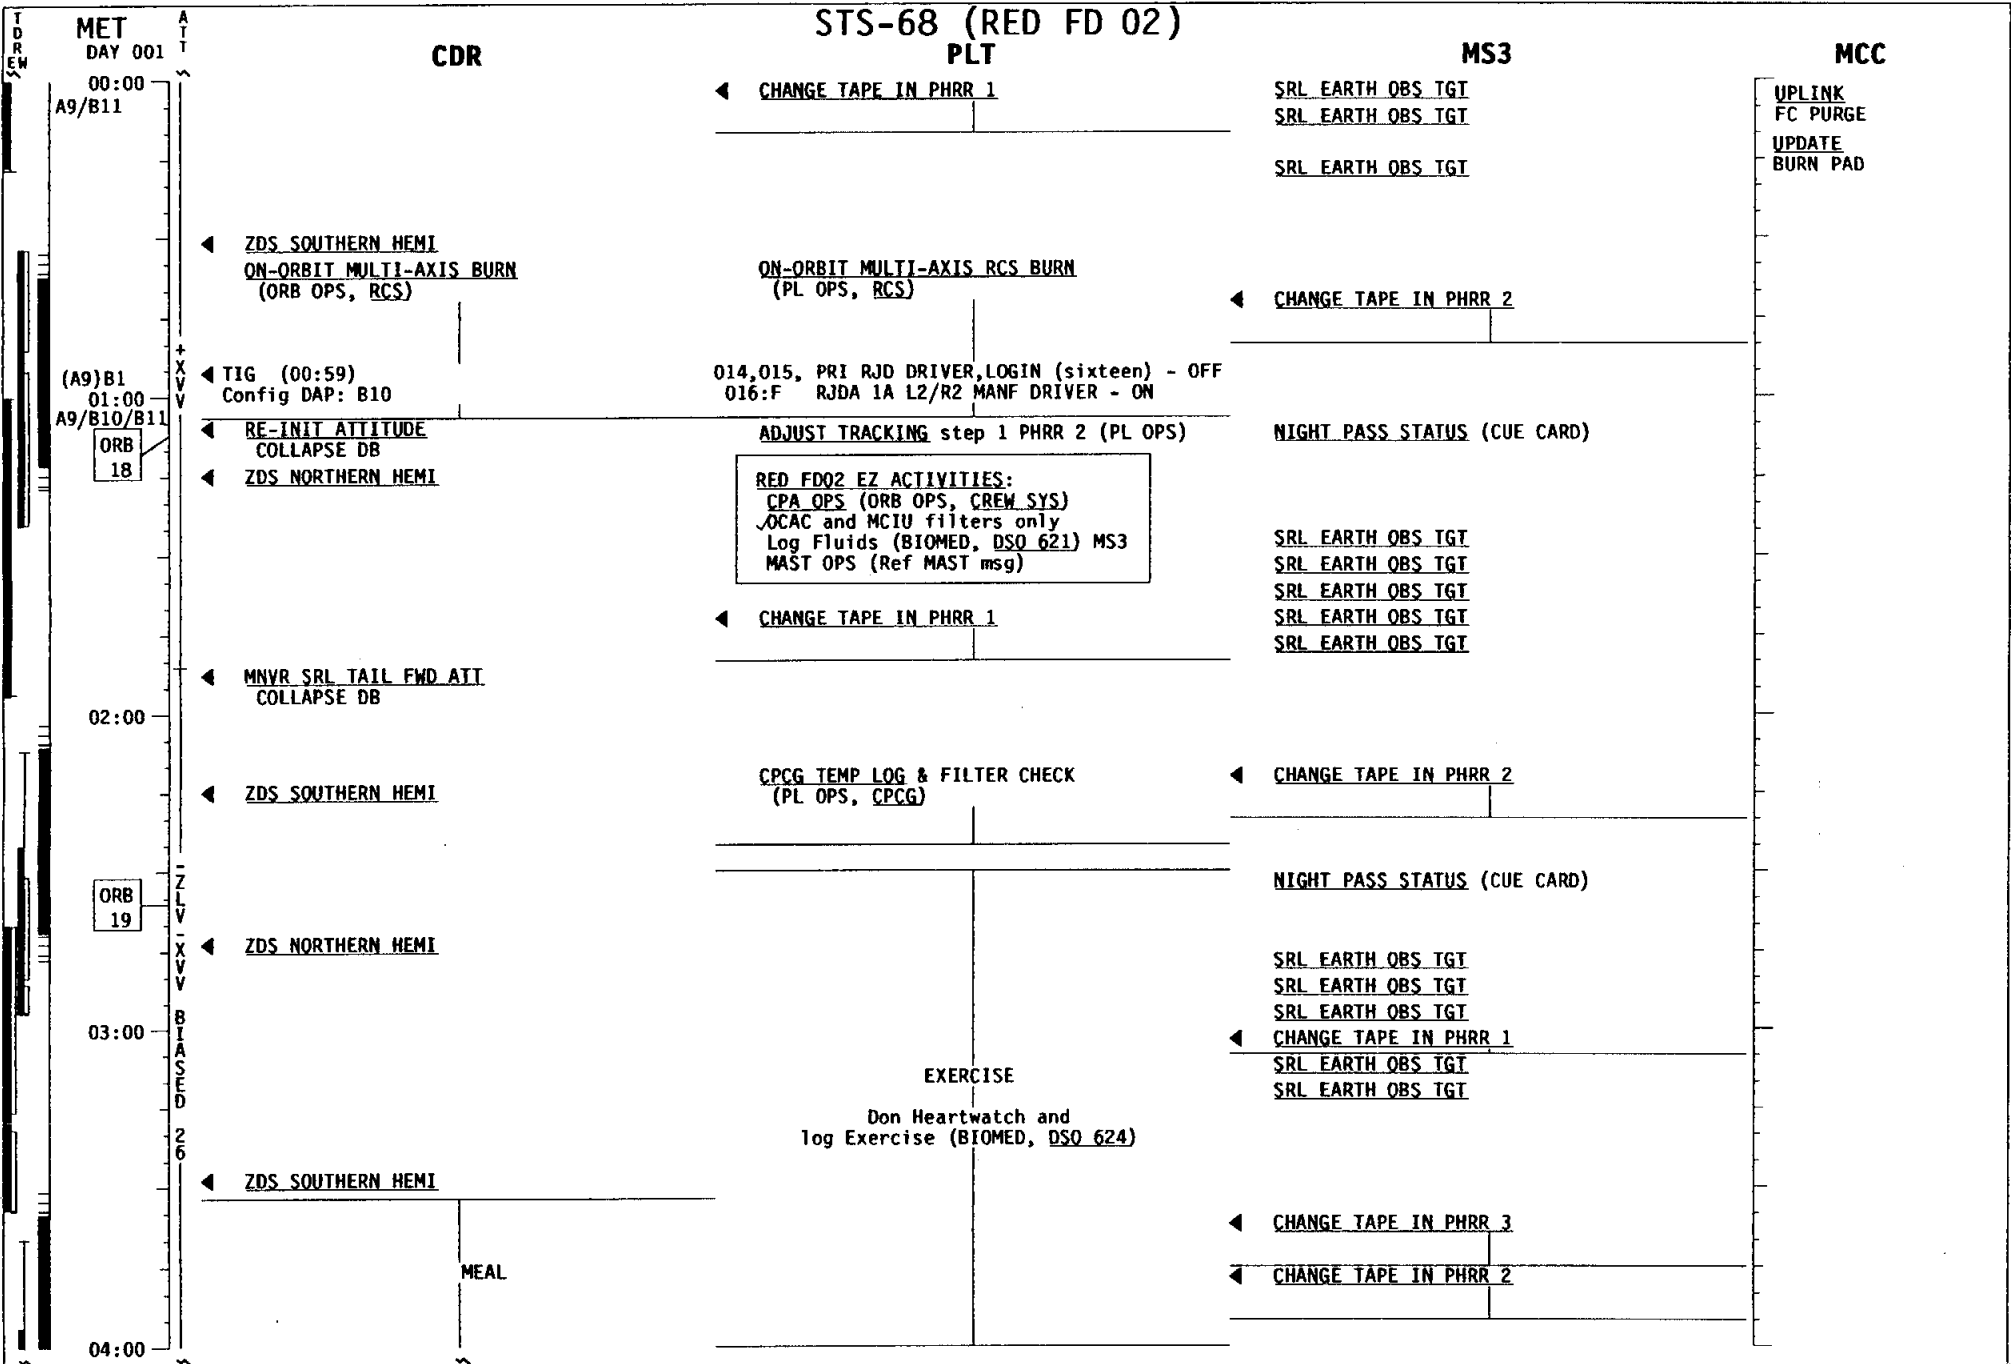 STS-68 (RED FD 02)
TDRS EW
MET
DAY 001
ATT
CDR
PLT
MS3
MCC
00:00
A9/B11
CHANGE TAPE IN PHRR 1
SRL EARTH OBS TGT
SRL EARTH OBS TGT
SRL EARTH OBS TGT
UPLINK
FC PURGE
UPDATE
BURN PAD
ZDS SOUTHERN HEMI
ON-ORBIT MULTI-AXIS BURN
(ORB OPS, RCS)
ON-ORBIT MULTI-AXIS RCS BURN
(PL OPS, RCS)
CHANGE TAPE IN PHRR 2
+XVV
(A9)B1
01:00
A9/B10/B11
TIG (00:59)
Config DAP: B10
014,015, PRI RJD DRIVER,LOGIN (sixteen) - OFF
016:F RJDA 1A L2/R2 MANF DRIVER - ON
ORB
18
RE-INIT ATTITUDE
COLLAPSE DB
ADJUST TRACKING step 1 PHRR 2 (PL OPS)
NIGHT PASS STATUS (CUE CARD)
ZDS NORTHERN HEMI
RED FD02 EZ ACTIVITIES:
CPA OPS (ORB OPS, CREW SYS)
√OCAC and MCIU filters only
Log Fluids (BIOMED, DSO 621) MS3
MAST OPS (Ref MAST msg)
SRL EARTH OBS TGT
SRL EARTH OBS TGT
SRL EARTH OBS TGT
SRL EARTH OBS TGT
SRL EARTH OBS TGT
CHANGE TAPE IN PHRR 1
MNVR SRL TAIL FWD ATT
COLLAPSE DB
02:00
ZDS SOUTHERN HEMI
CPCG TEMP LOG & FILTER CHECK
(PL OPS, CPCG)
CHANGE TAPE IN PHRR 2
ORB
19
-ZLV -XVV BIASED 26
NIGHT PASS STATUS (CUE CARD)
ZDS NORTHERN HEMI
SRL EARTH OBS TGT
SRL EARTH OBS TGT
SRL EARTH OBS TGT
03:00
CHANGE TAPE IN PHRR 1
SRL EARTH OBS TGT
SRL EARTH OBS TGT
EXERCISE
Don Heartwatch and
log Exercise (BIOMED, DSO 624)
ZDS SOUTHERN HEMI
CHANGE TAPE IN PHRR 3
MEAL
CHANGE TAPE IN PHRR 2
04:00